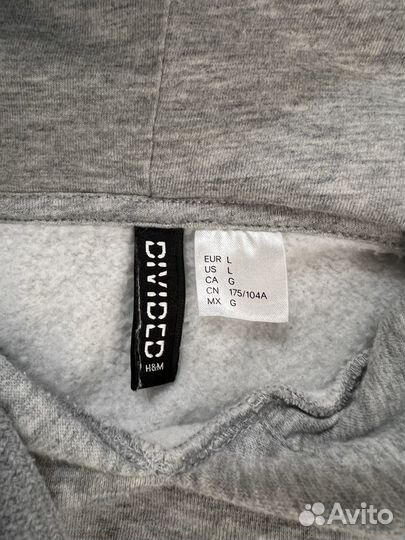 DIVIDED
H&M
EUR L
US L
CA G
CN 175/104A
MX G
Avito